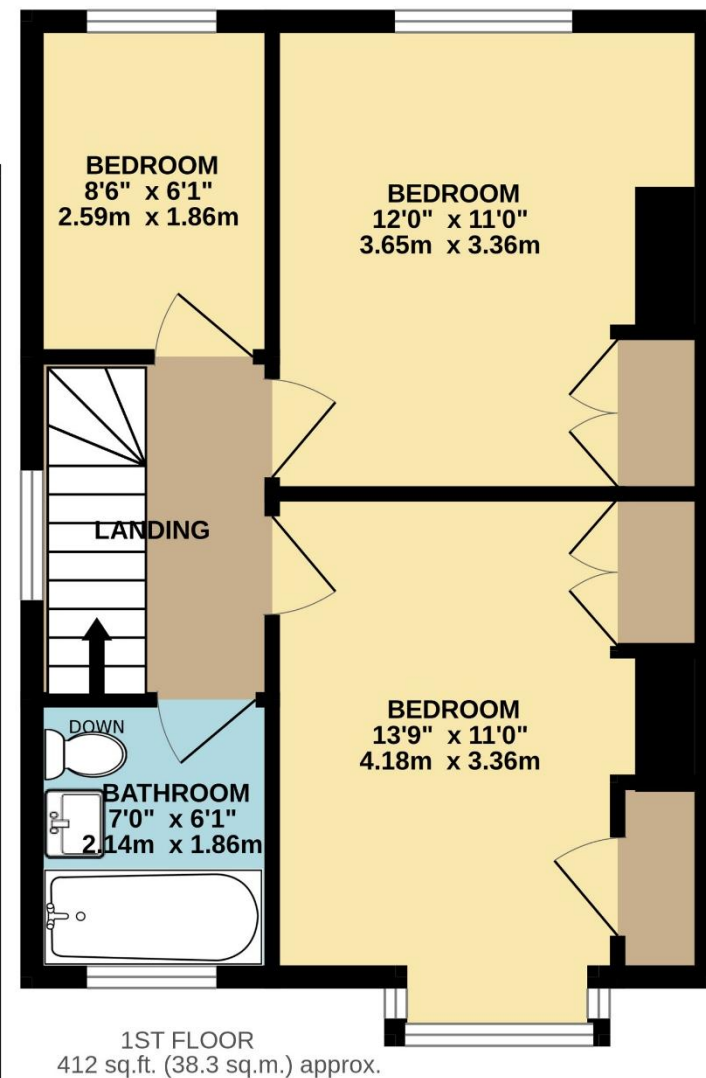 BEDROOM
8'6" x 6'1"
2.59m x 1.86m
BEDROOM
12'0" x 11'0"
3.65m x 3.36m
LANDING
BEDROOM
13'9" x 11'0"
4.18m x 3.36m
DOWN
BATHROOM
7'0" x 6'1"
2.14m x 1.86m
1ST FLOOR
412 sq.ft. (38.3 sq.m.) approx.